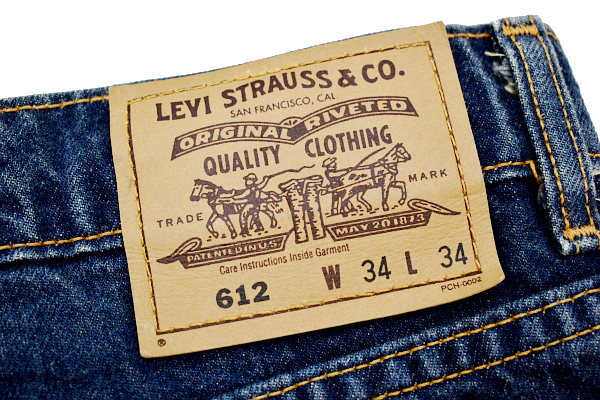 LEVI STRAUSS & CO.
SAN FRANCISCO, CAL.
ORIGINAL RIVETED
QUALITY CLOTHING
TRADE MARK
PATENTED IN U.S. MAY 20 1873
Care Instructions Inside Garment
612 W 34 L 34
PCH-0002
®